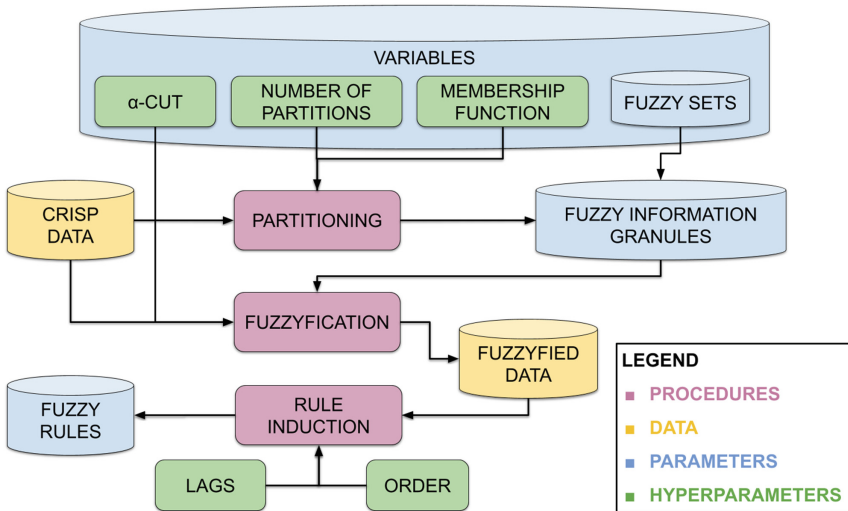 VARIABLES
α-CUT
NUMBER OF
PARTITIONS
MEMBERSHIP
FUNCTION
FUZZY SETS
CRISP
DATA
PARTITIONING
FUZZY INFORMATION
GRANULES
FUZZYFICATION
FUZZYFIED
DATA
FUZZY
RULES
RULE
INDUCTION
LAGS
ORDER
LEGEND
PROCEDURES
DATA
PARAMETERS
HYPERPARAMETERS